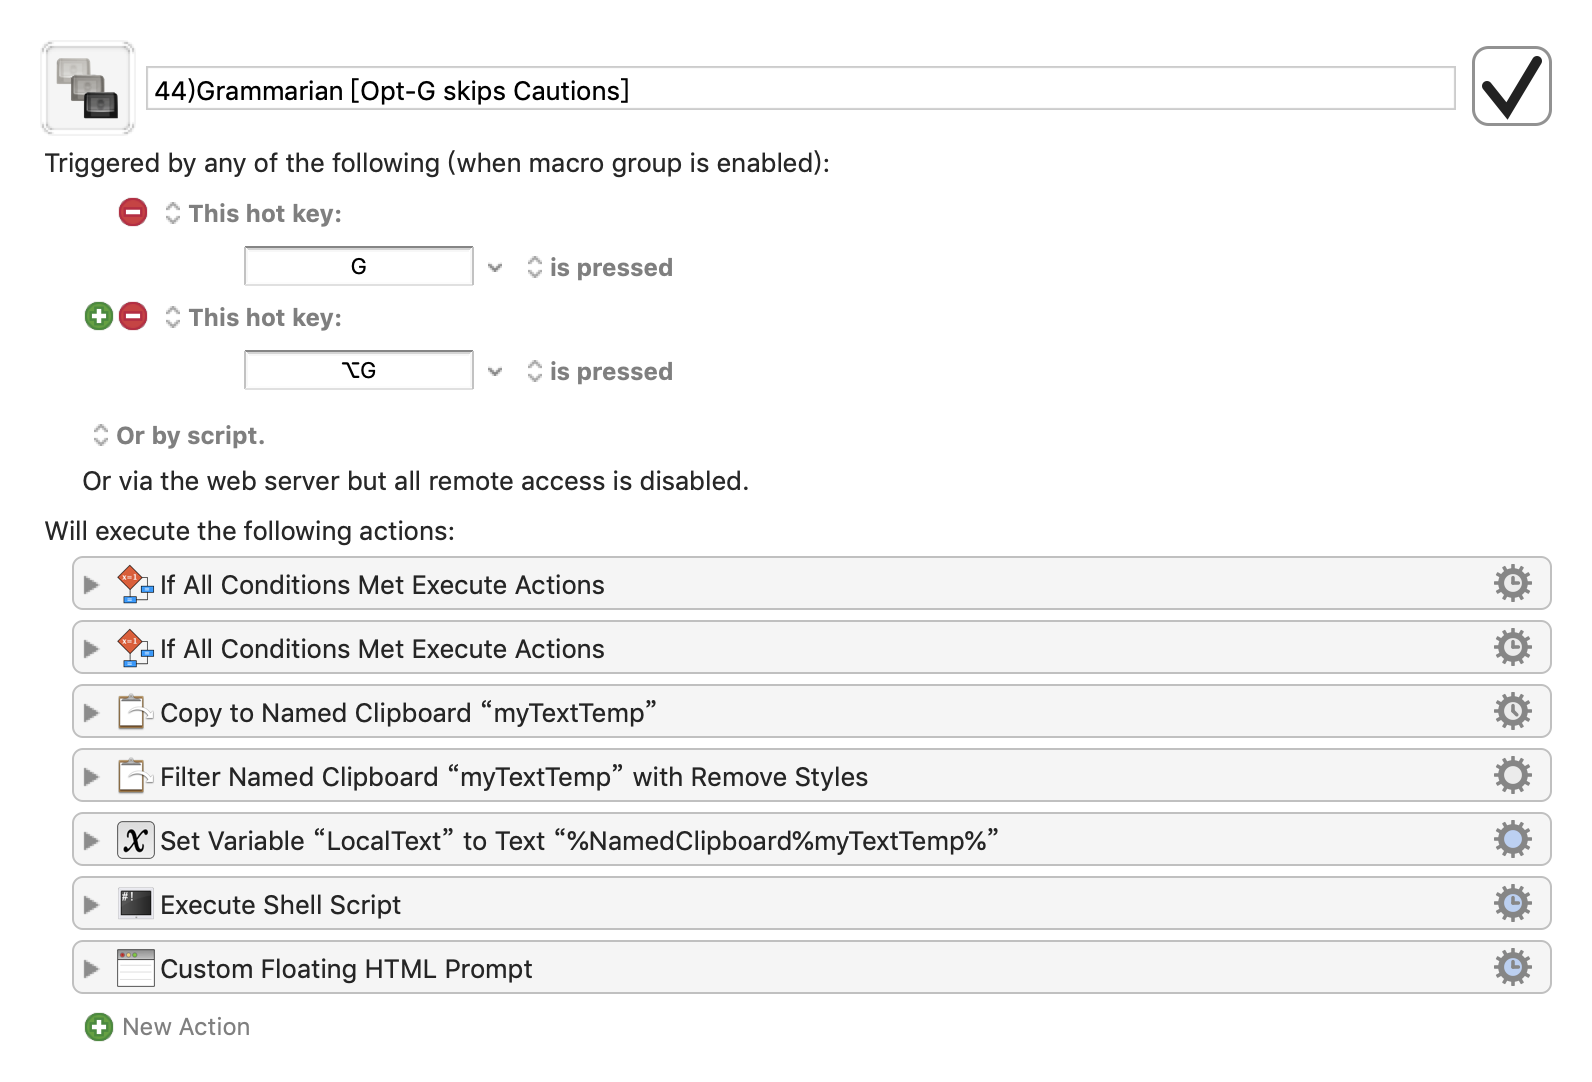 44)Grammarian [Opt-G skips Cautions]
Triggered by any of the following (when macro group is enabled):
This hot key:
G
is pressed
This hot key:
⌥G
is pressed
Or by script.
Or via the web server but all remote access is disabled.
Will execute the following actions:
If All Conditions Met Execute Actions
If All Conditions Met Execute Actions
Copy to Named Clipboard “myTextTemp”
Filter Named Clipboard “myTextTemp” with Remove Styles
Set Variable “LocalText” to Text “%NamedClipboard%myTextTemp%”
Execute Shell Script
Custom Floating HTML Prompt
New Action